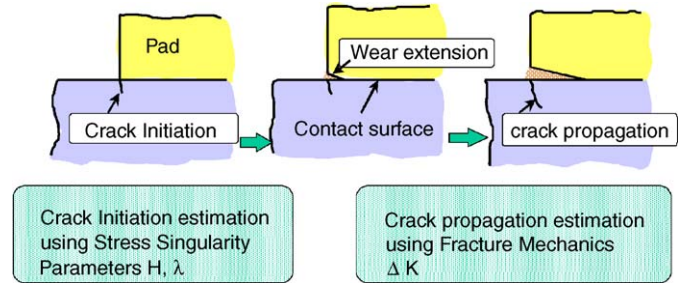 Pad
Crack Initiation
Wear extension
Contact surface
crack propagation
Crack Initiation estimation
using Stress Singularity
Parameters H, λ
Crack propagation estimation
using Fracture Mechanics
Δ K